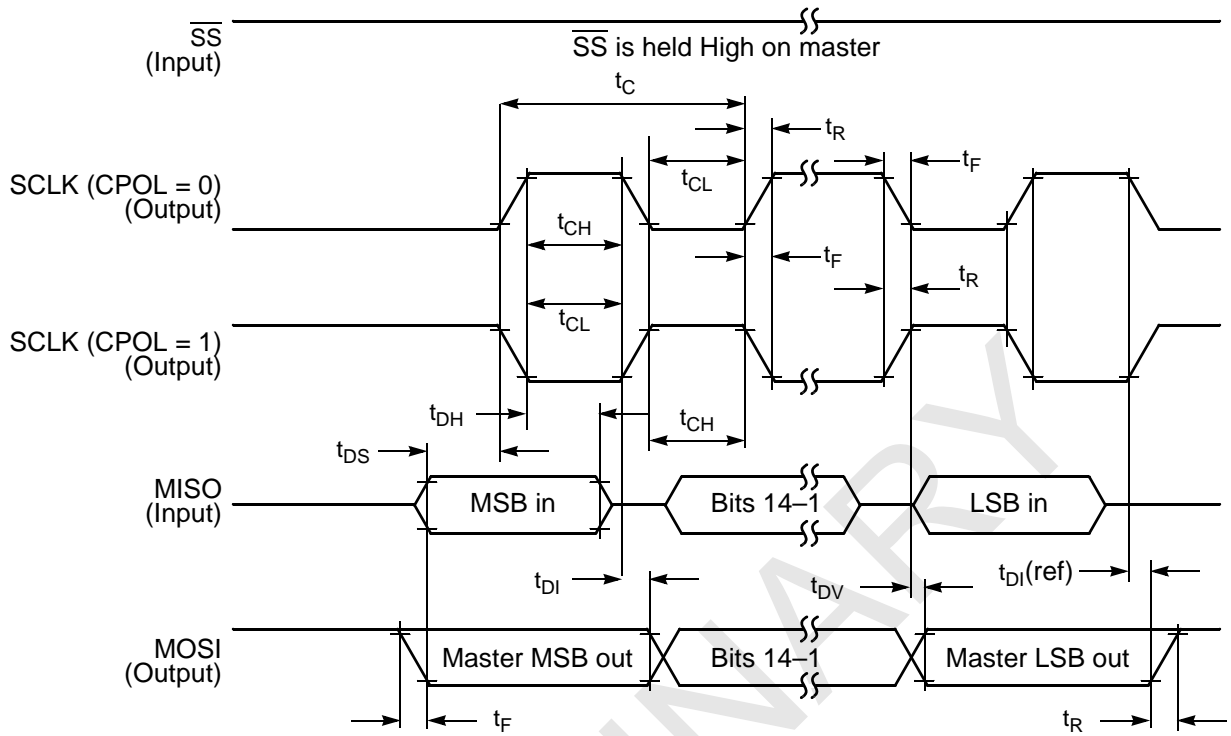 SS
(Input)
SS is held High on master
tC
tR
tCL
tF
SCLK (CPOL = 0)
(Output)
tCH
tF
tR
tCL
SCLK (CPOL = 1)
(Output)
tDH
tCH
tDS
MISO
(Input)
MSB in
Bits 14–1
LSB in
tDI
tDV
tDI(ref)
MOSI
(Output)
Master MSB out
Bits 14–1
Master LSB out
tF
tR
NARY